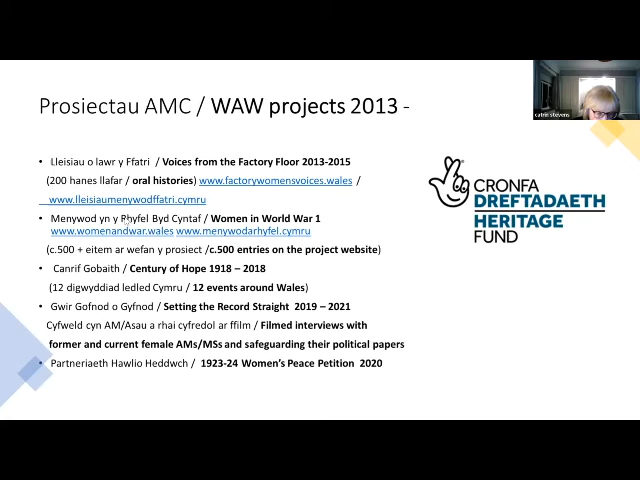 catrin stevens
Prosiectau AMC / WAW projects 2013 -
• Lleisiau o lawr y Ffatri / Voices from the Factory Floor 2013-2015
(200 hanes llafar / oral histories) www.factorywomensvoices.wales /
www.lleisiaumenywodffatri.cymru
• Menywod yn y Rhyfel Byd Cyntaf / Women in World War 1
www.womenandwar.wales www.menywodarhyfel.cymru
(c.500 + eitem ar wefan y prosiect /c.500 entries on the project website)
• Canrif Gobaith / Century of Hope 1918 – 2018
(12 digwyddiad ledled Cymru / 12 events around Wales)
• Gwir Gofnod o Gyfnod / Setting the Record Straight 2019 – 2021
Cyfweld cyn AM/Asau a rhai cyfredol ar ffilm / Filmed interviews with
former and current female AMs/MSs and safeguarding their political papers
• Partneriaeth Hawlio Heddwch / 1923-24 Women's Peace Petition 2020
CRONFA
DREFTADAETH
HERITAGE
FUND